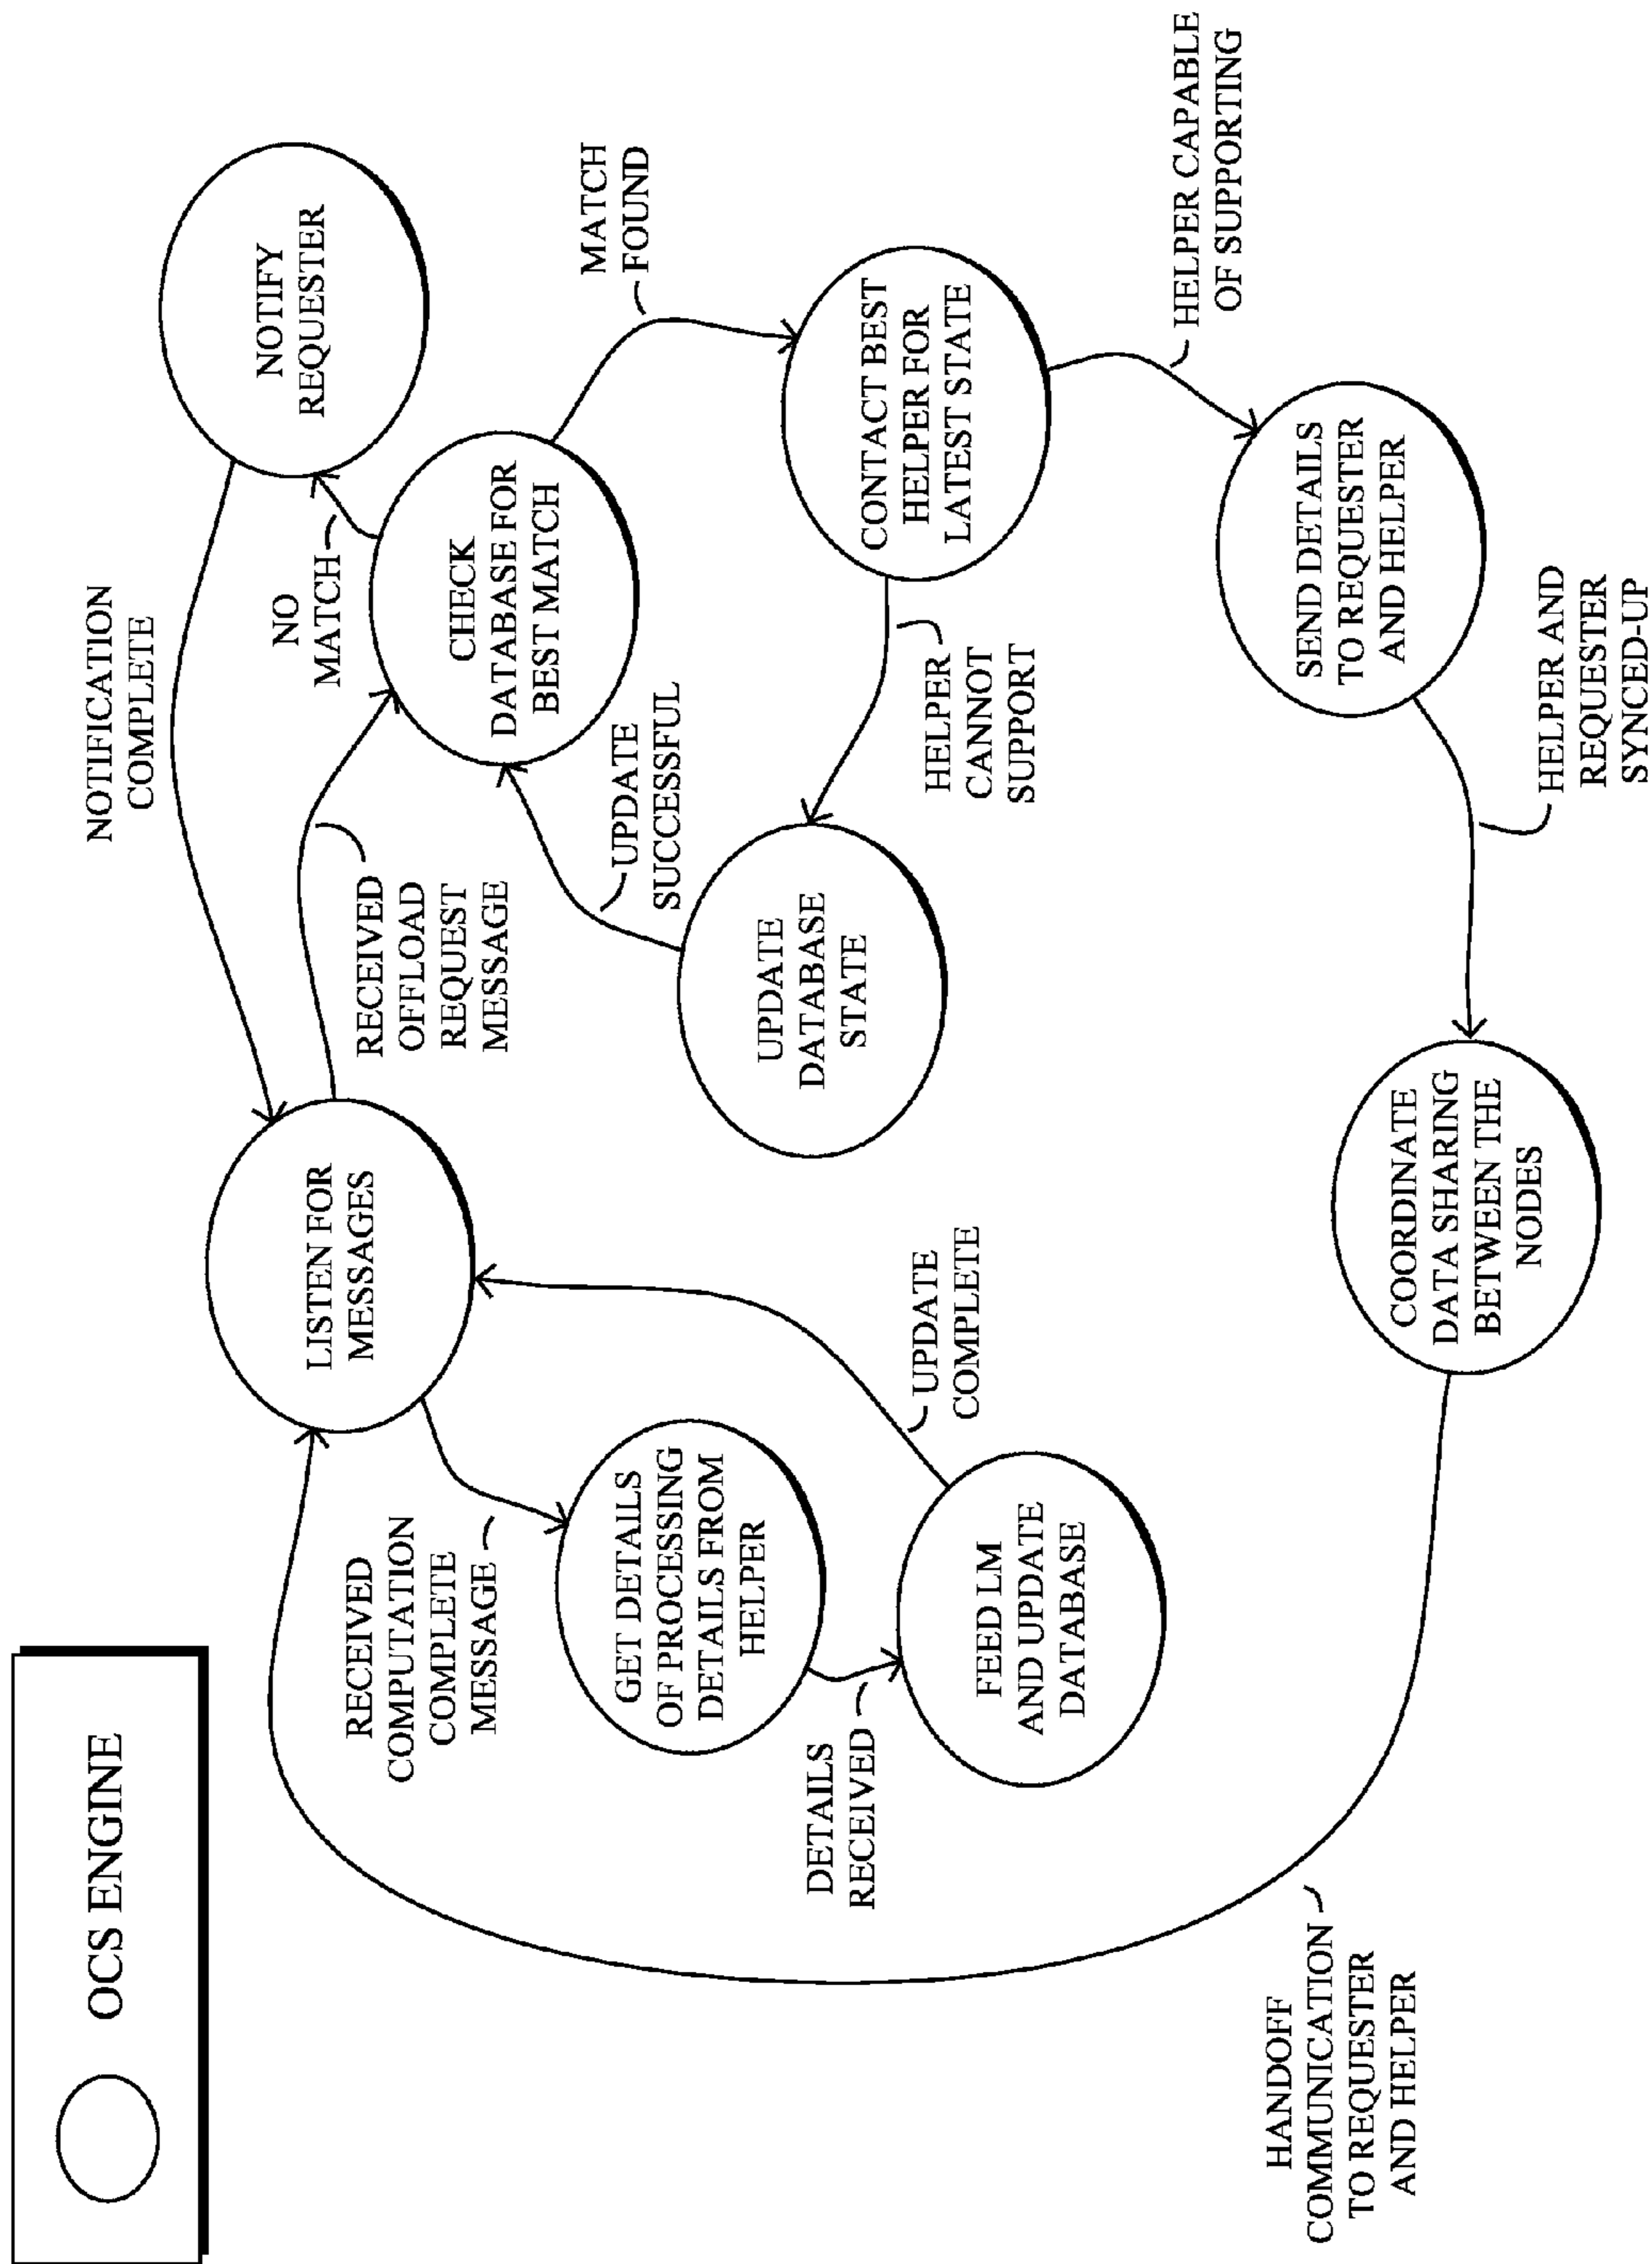 OCS ENGINE
NOTIFICATION
COMPLETE
LISTEN FOR
MESSAGES
NOTIFY
REQUESTER
NO
MATCH
RECEIVED
OFFLOAD
REQUEST
MESSAGE
CHECK
DATABASE FOR
BEST MATCH
MATCH
FOUND
RECEIVED
COMPUTATION
COMPLETE
MESSAGE
UPDATE
SUCCESSFUL
GET DETAILS
OF PROCESSING
DETAILS FROM
HELPER
UPDATE
DATABASE
STATE
CONTACT BEST
HELPER FOR
LATEST STATE
HELPER
CANNOT
SUPPORT
DETAILS
RECEIVED
UPDATE
COMPLETE
FEED LM
AND UPDATE
DATABASE
HELPER CAPABLE
OF SUPPORTING
SEND DETAILS
TO REQUESTER
AND HELPER
HANDOFF
COMMUNICATION
TO REQUESTER
AND HELPER
COORDINATE
DATA SHARING
BETWEEN THE
NODES
HELPER AND
REQUESTER
SYNCED-UP